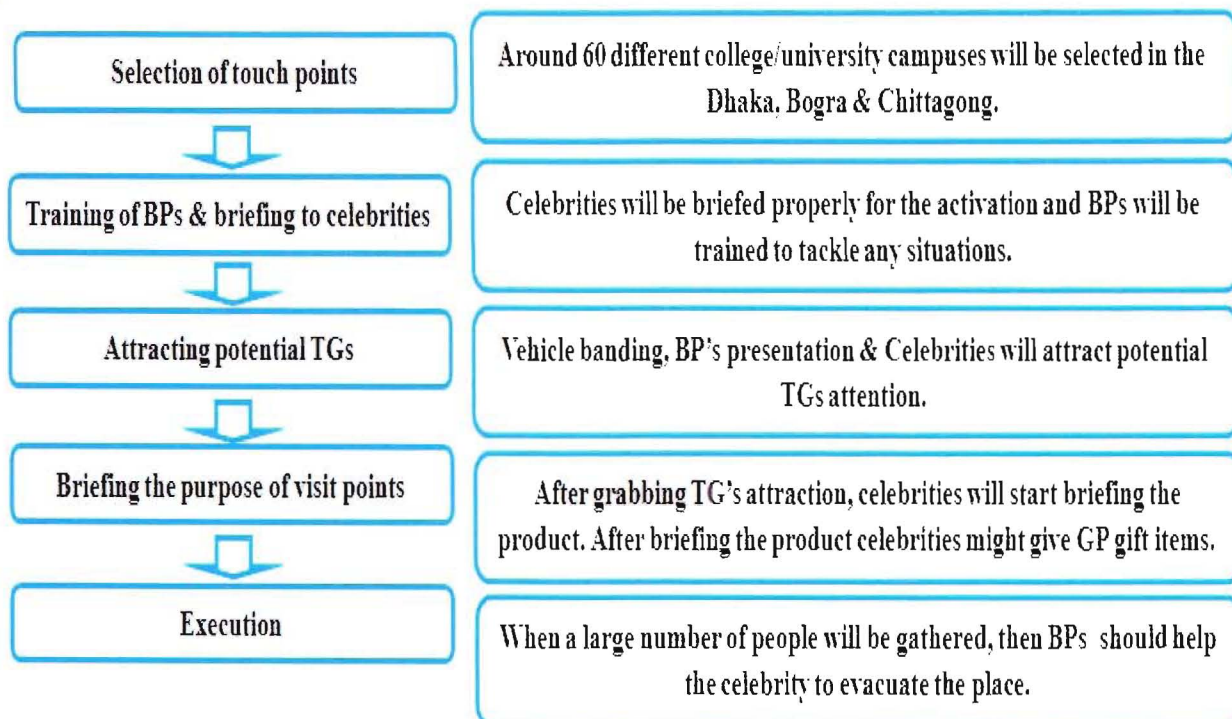 Selection of touch points
Around 60 different college/university campuses will be selected in the
Dhaka, Bogra & Chittagong.
Training of BPs & briefing to celebrities
Celebrities will be briefed properly for the activation and BPs will be
trained to tackle any situations.
Attracting potential TGs
Vehicle banding, BP's presentation & Celebrities will attract potential
TGs attention.
Briefing the purpose of visit points
After grabbing TG's attraction, celebrities will start briefing the
product. After briefing the product celebrities might give GP gift items.
Execution
When a large number of people will be gathered, then BPs should help
the celebrity to evacuate the place.